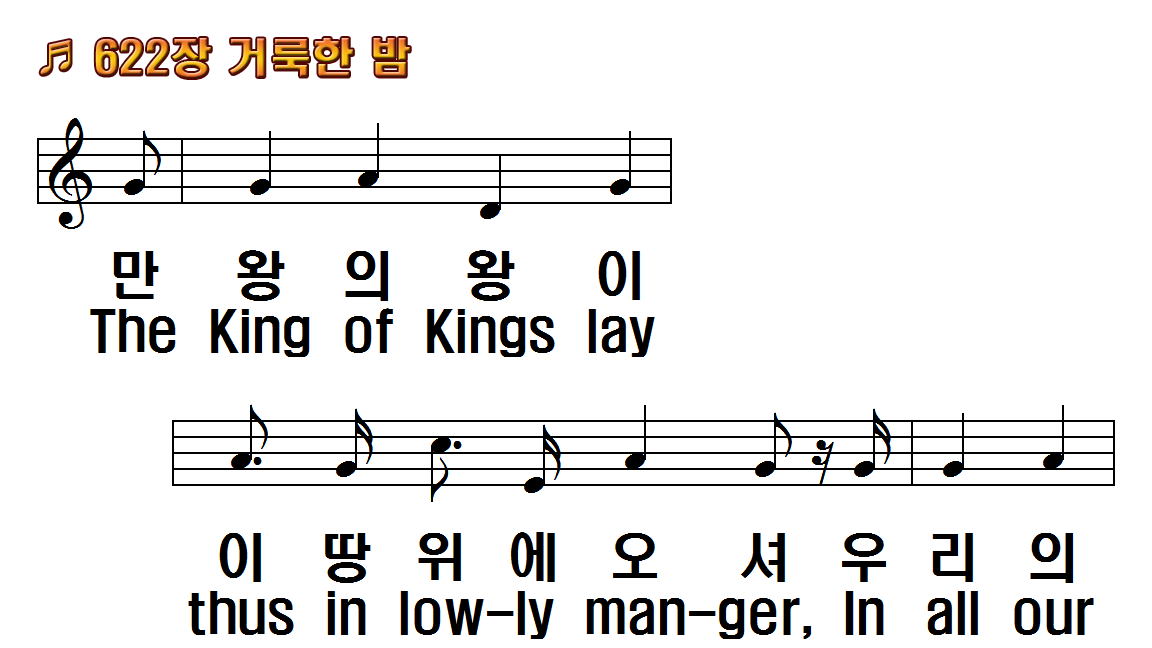 ♬ 622장 거룩한 밤
만 왕 의 왕 이
The King of Kings lay
이 땅 위 에 오 셔 우 리 의
thus in low-ly man-ger, In all our